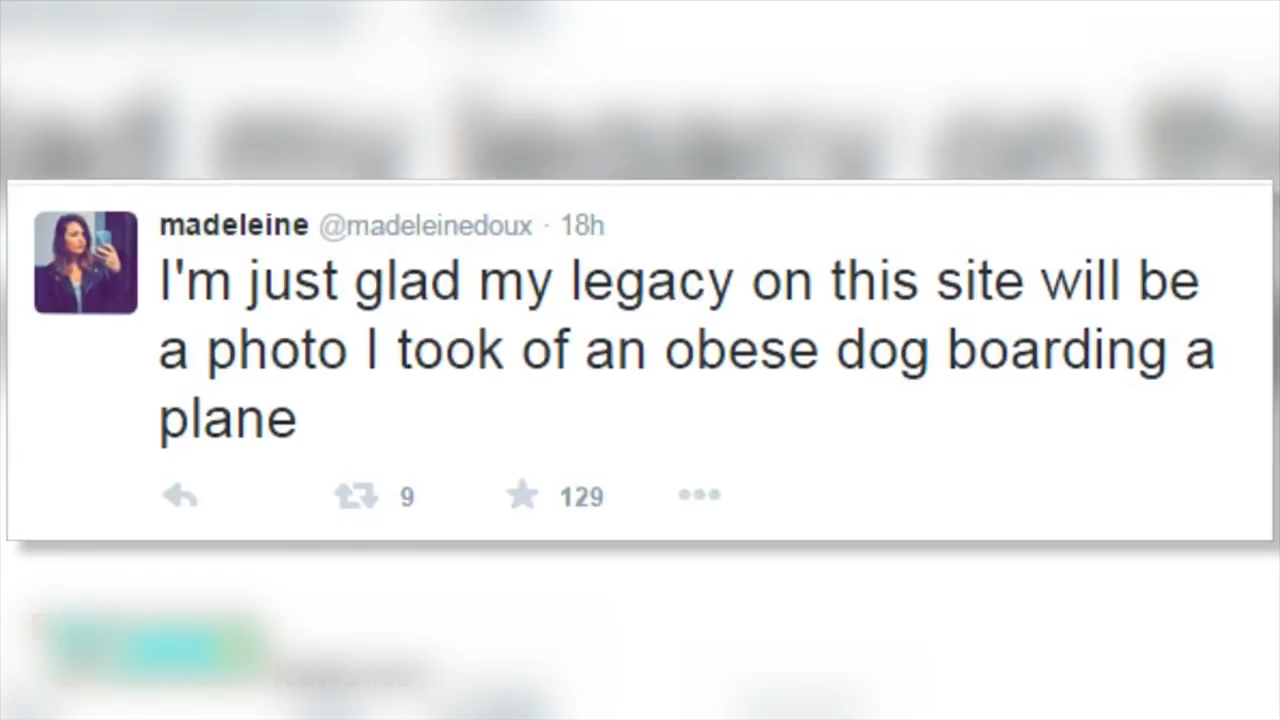 madeleine @madeleinedoux · 18h
I'm just glad my legacy on this site will be
a photo I took of an obese dog boarding a
plane
9 129